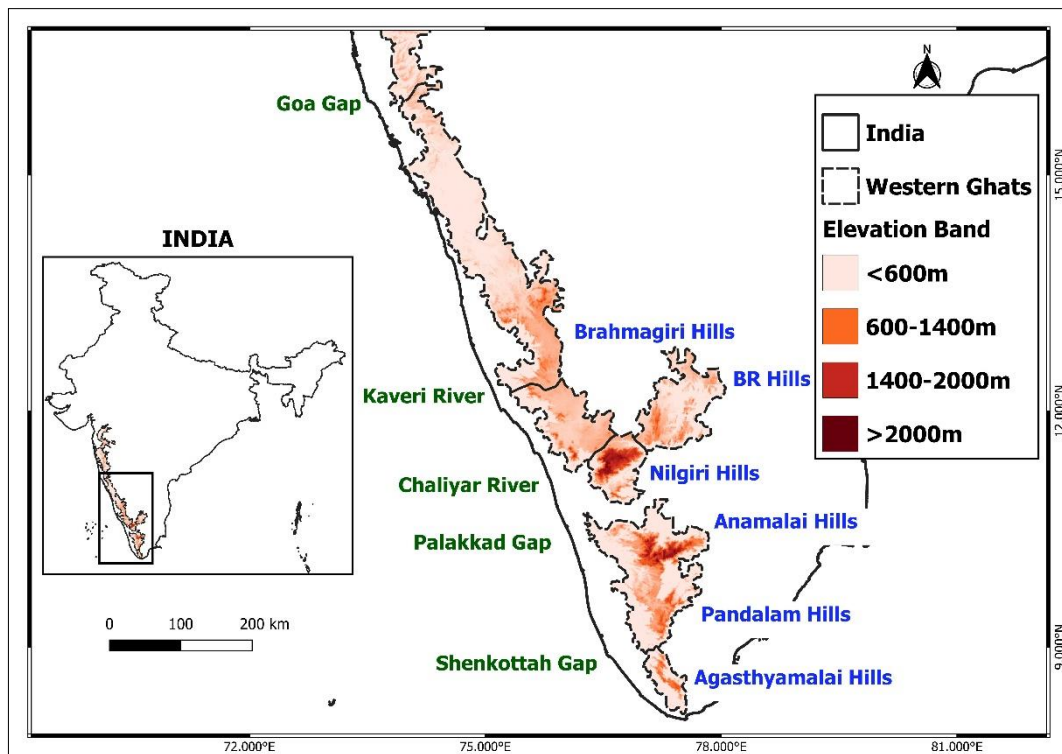 N
Goa Gap
India
Western Ghats
Elevation Band
<600m
600-1400m
1400-2000m
>2000m
15.000°N
INDIA
Brahmagiri Hills
BR Hills
Kaveri River
12.000°N
Nilgiri Hills
Chaliyar River
Anamalai Hills
Palakkad Gap
Pandalam Hills
0 100 200 km
Shenkottah Gap
9.000°N
Agasthyamalai Hills
72.000°E 75.000°E 78.000°E 81.000°E